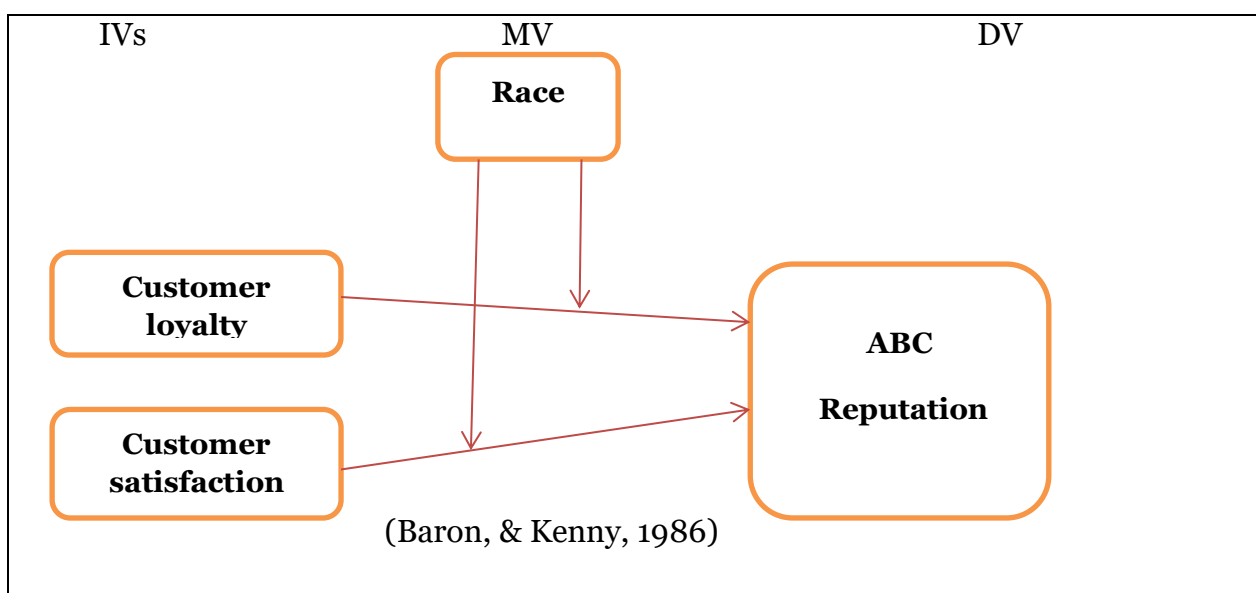 IVs MV DV
Race
Customer
loyalty
ABC
Reputation
Customer
satisfaction
(Baron, & Kenny, 1986)